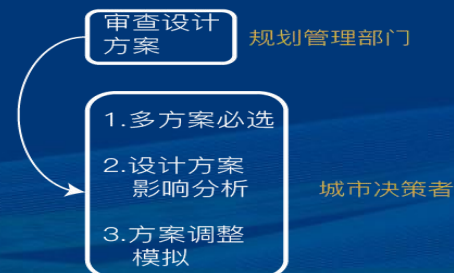 审查设计
方案
规划管理部门
1.多方案必选
2.设计方案
影响分析
城市决策者
3.方案调整
模拟